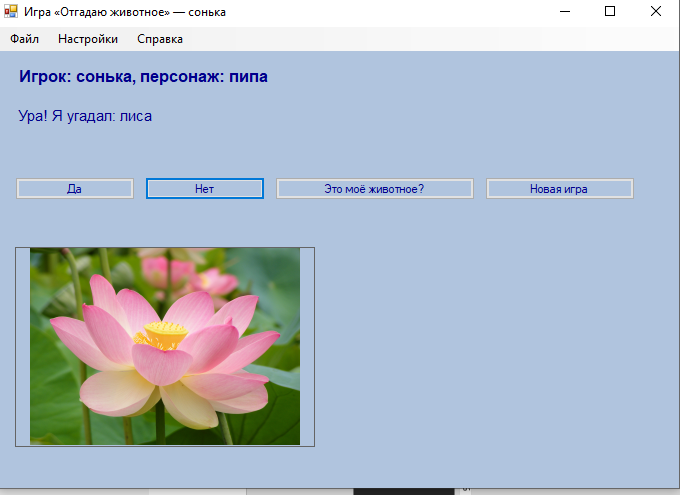 Игра «Отгадаю животное» — сонька
Файл Настройки Справка
Игрок: сонька, персонаж: пипа
Ура! Я угадал: лиса
Да Нет Это моё животное? Новая игра